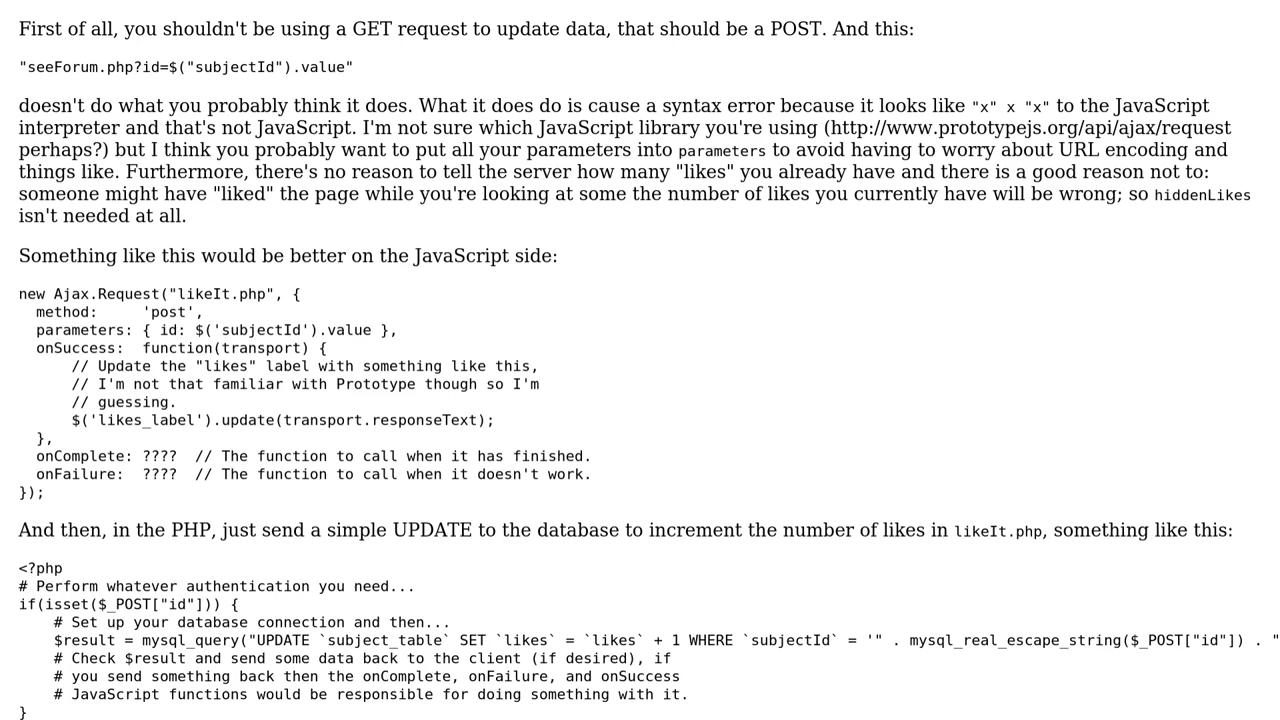 First of all, you shouldn't be using a GET request to update data, that should be a POST. And this:
"seeForum.php?id=$("subjectId").value"
doesn't do what you probably think it does. What it does do is cause a syntax error because it looks like "x" x "x" to the JavaScript
interpreter and that's not JavaScript. I'm not sure which JavaScript library you're using (http://www.prototypejs.org/api/ajax/request
perhaps?) but I think you probably want to put all your parameters into parameters to avoid having to worry about URL encoding and
things like. Furthermore, there's no reason to tell the server how many "likes" you already have and there is a good reason not to:
someone might have "liked" the page while you're looking at some the number of likes you currently have will be wrong; so hiddenLikes
isn't needed at all.
Something like this would be better on the JavaScript side:
new Ajax.Request("likeIt.php", {
  method:     'post',
  parameters: { id: $('subjectId').value },
  onSuccess:  function(transport) {
      // Update the "likes" label with something like this,
      // I'm not that familiar with Prototype though so I'm
      // guessing.
      $('likes_label').update(transport.responseText);
  },
  onComplete: ????  // The function to call when it has finished.
  onFailure:  ????  // The function to call when it doesn't work.
});
And then, in the PHP, just send a simple UPDATE to the database to increment the number of likes in likeIt.php, something like this:
<?php
# Perform whatever authentication you need...
if(isset($_POST["id"])) {
    # Set up your database connection and then...
    $result = mysql_query("UPDATE `subject_table` SET `likes` = `likes` + 1 WHERE `subjectId` = '" . mysql_real_escape_string($_POST["id"]) . "
    # Check $result and send some data back to the client (if desired), if
    # you send something back then the onComplete, onFailure, and onSuccess
    # JavaScript functions would be responsible for doing something with it.
}